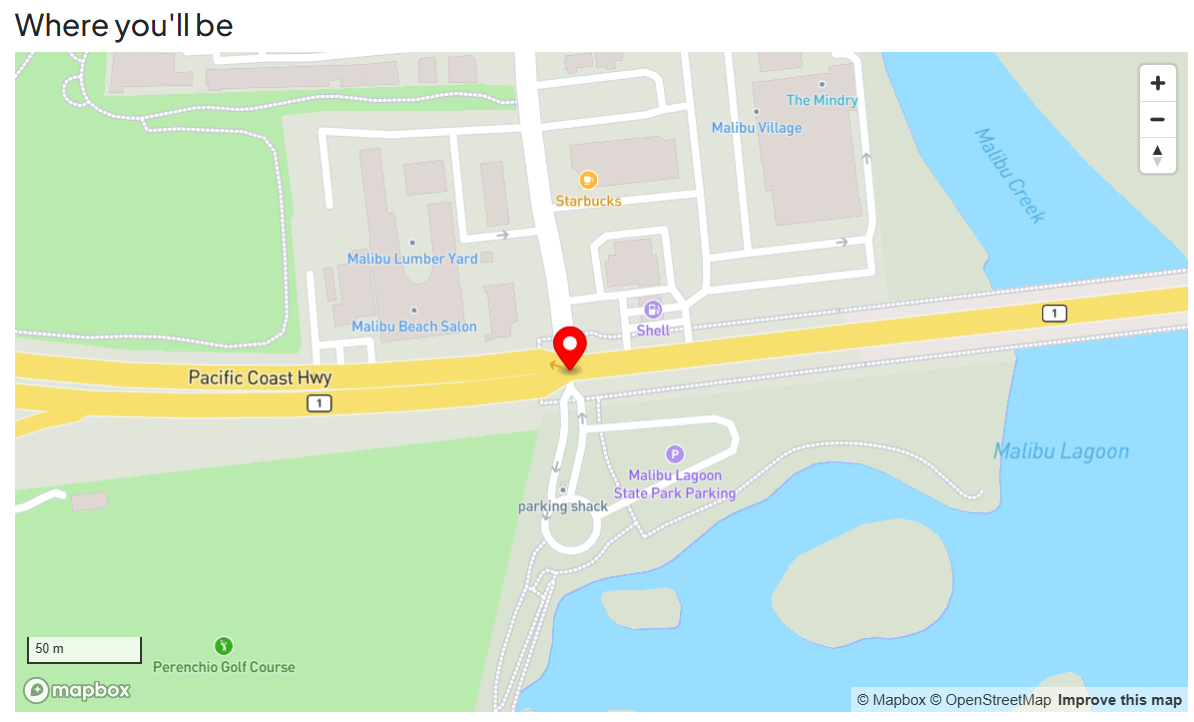 Where you'll be
The Mindry
Malibu Village
Malibu Creek
Starbucks
Malibu Lumber Yard
1
Malibu Beach Salon
Shell
Pacific Coast Hwy
1
Malibu Lagoon
P
Malibu Lagoon
State Park Parking
parking shack
50 m
Perenchio Golf Course
mapbox
© Mapbox © OpenStreetMap Improve this map